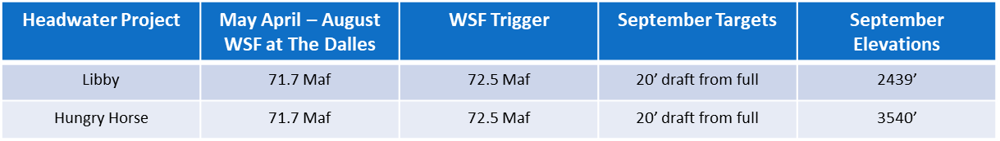 Headwater Project
May April – August
WSF at The Dalles
WSF Trigger
September Targets
September
Elevations
Libby
71.7 Maf
72.5 Maf
20’ draft from full
2439’
Hungry Horse
71.7 Maf
72.5 Maf
20’ draft from full
3540’